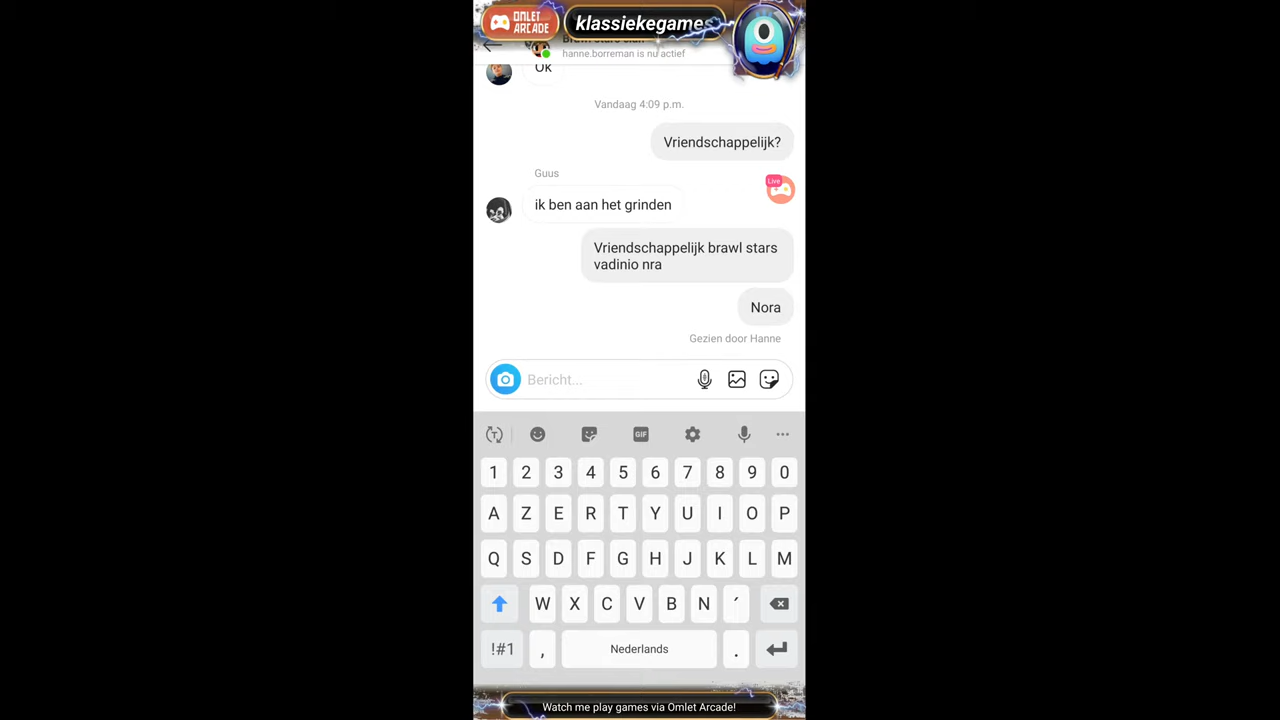 OMLET
ARCADE
klassiekegames
hanne.borreman is nu actief
Ok
Vandaag 4:09 p.m.
Vriendschappelijk?
Guus
Live
ik ben aan het grinden
Vriendschappelijk brawl stars
vadinio nra
Nora
Gezien door Hanne
Bericht...
GIF
1 2 3 4 5 6 7 8 9 0
A Z E R T Y U I O P
Q S D F G H J K L M
W X C V B N ´
!#1 , Nederlands .
Watch me play games via Omlet Arcade!